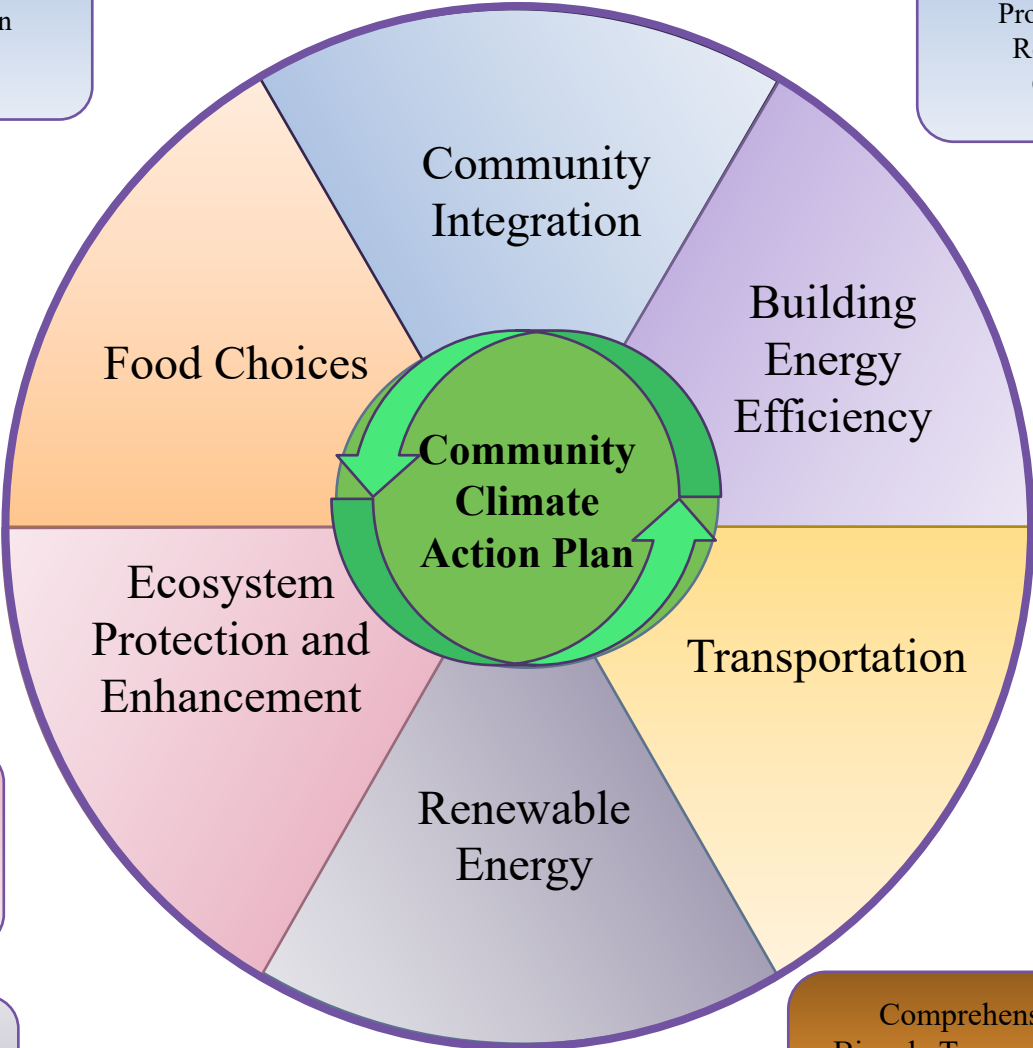 Community
Integration
Building
Energy
Efficiency
Food Choices
Community
Climate
Action Plan
Ecosystem
Protection and
Enhancement
Transportation
Renewable
Energy